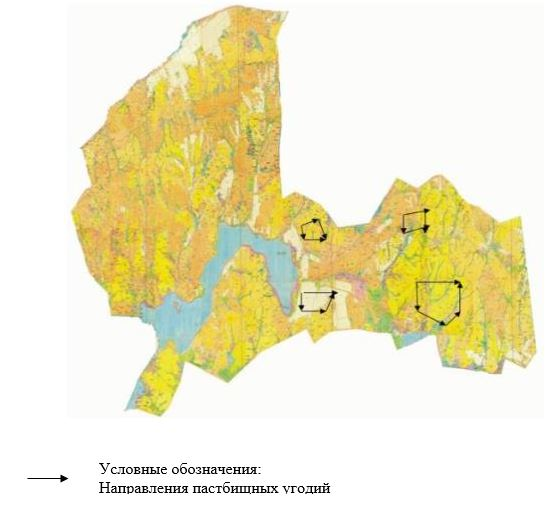 Условные обозначения:
Направления пастбищных угодий